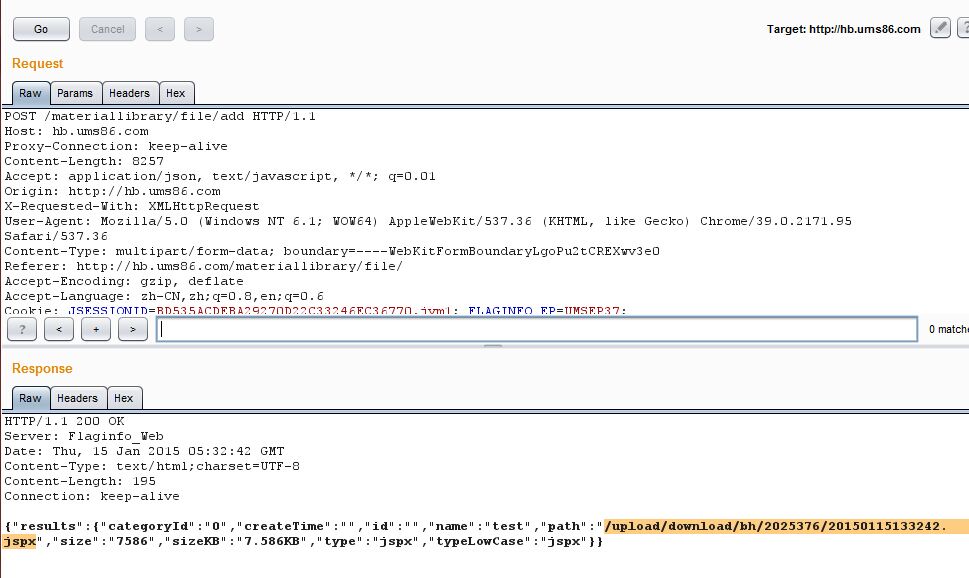 Go
Cancel
<
>
Target: http://hb.ums86.com
?
Request
Raw
Params
Headers
Hex
POST /materiallibrary/file/add HTTP/1.1
Host: hb.ums86.com
Proxy-Connection: keep-alive
Content-Length: 8257
Accept: application/json, text/javascript, */*; q=0.01
Origin: http://hb.ums86.com
X-Requested-With: XMLHttpRequest
User-Agent: Mozilla/5.0 (Windows NT 6.1; WOW64) AppleWebKit/537.36 (KHTML, like Gecko) Chrome/39.0.2171.95
Safari/537.36
Content-Type: multipart/form-data; boundary=----WebKitFormBoundaryLgoPu2tCREXwv3e0
Referer: http://hb.ums86.com/materiallibrary/file/
Accept-Encoding: gzip, deflate
Accept-Language: zh-CN,zh;q=0.8,en;q=0.6
Cookie: JSESSIONID=BD535ACDEBA29270D22C33246EC36770.jvm1; FLAGINFO_EP=UMSEP37;
?
<
+
>
0 matche
Response
Raw
Headers
Hex
HTTP/1.1 200 OK
Server: Flaginfo_Web
Date: Thu, 15 Jan 2015 05:32:42 GMT
Content-Type: text/html;charset=UTF-8
Content-Length: 195
Connection: keep-alive
{"results":{"categoryId":"0","createTime":"","id":"","name":"test","path":"/upload/download/bh/2025376/20150115133242.
jspx","size":"7586","sizeKB":"7.586KB","type":"jspx","typeLowCase":"jspx"}}